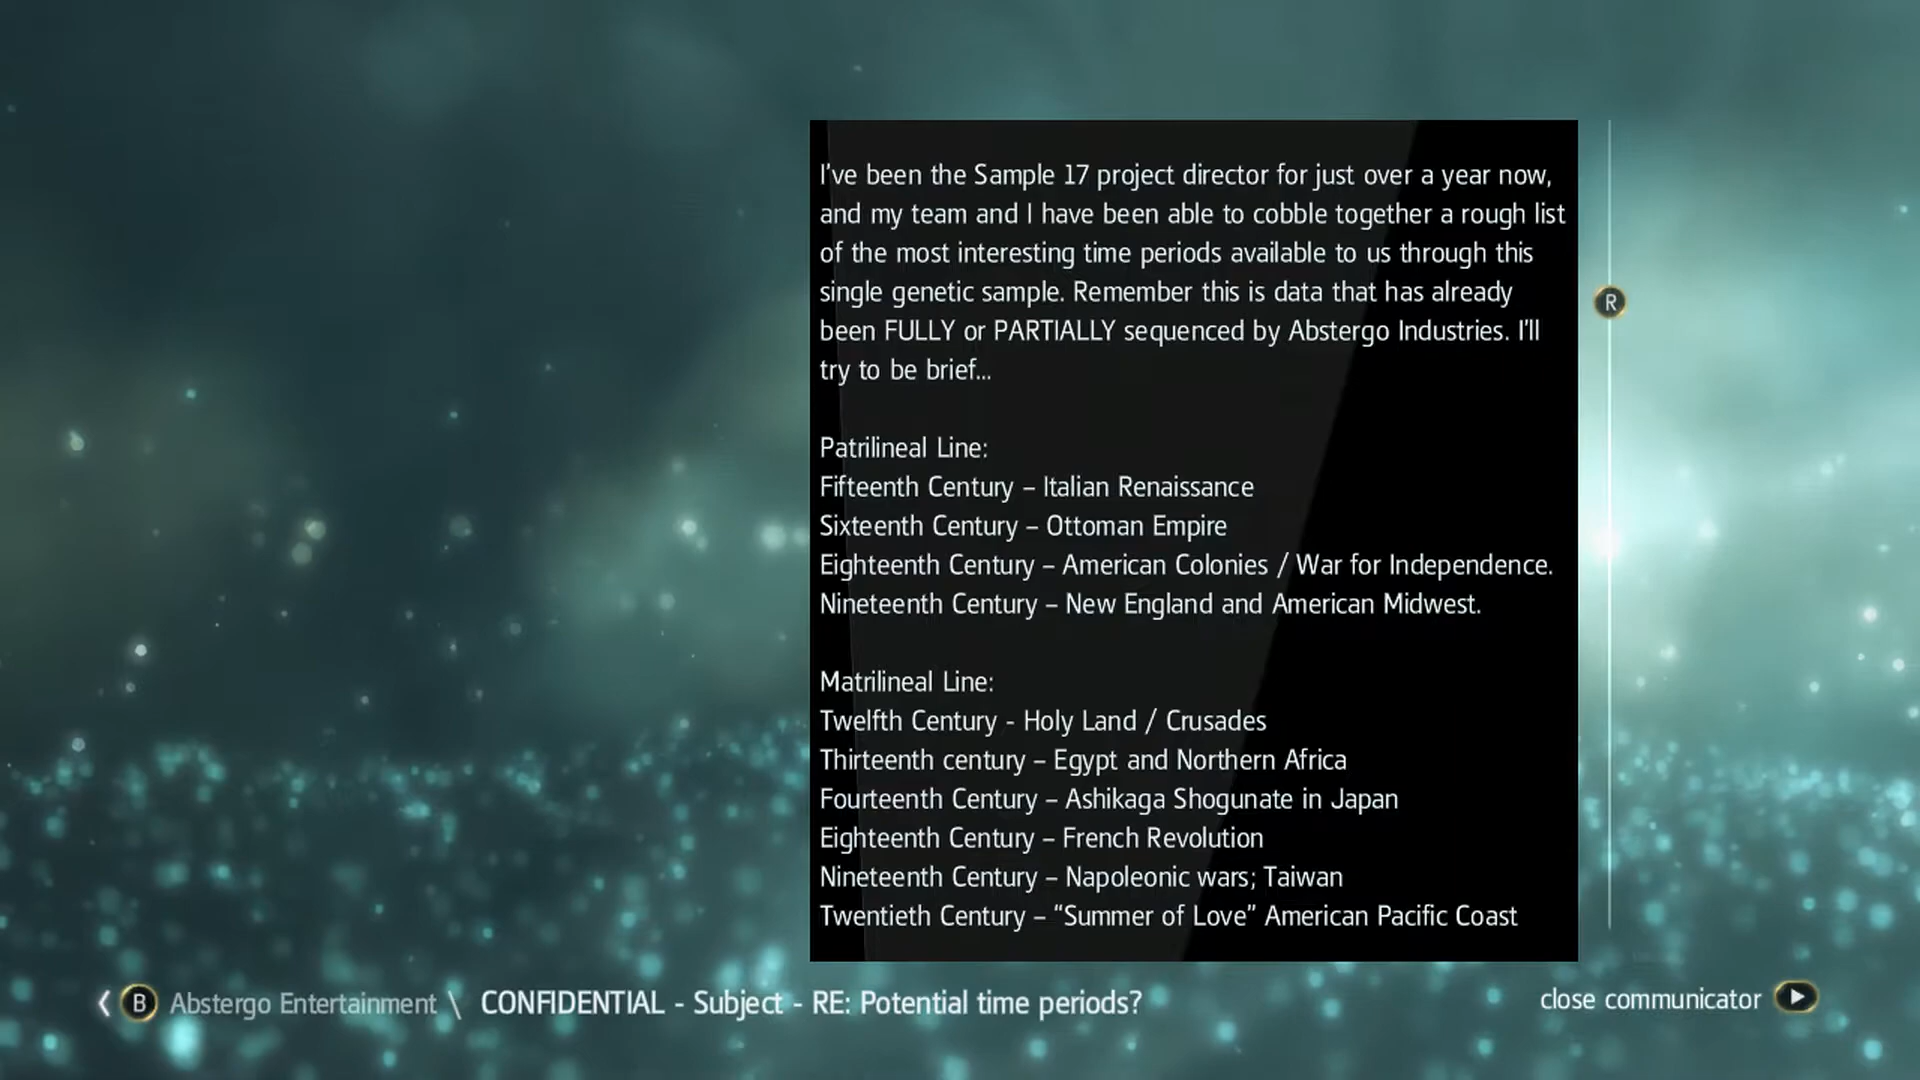 I've been the Sample 17 project director for just over a year now,
and my team and I have been able to cobble together a rough list
of the most interesting time periods available to us through this
single genetic sample. Remember this is data that has already
been FULLY or PARTIALLY sequenced by Abstergo Industries. I'll
try to be brief...
Patrilineal Line:
Fifteenth Century – Italian Renaissance
Sixteenth Century – Ottoman Empire
Eighteenth Century – American Colonies / War for Independence.
Nineteenth Century – New England and American Midwest.
Matrilineal Line:
Twelfth Century - Holy Land / Crusades
Thirteenth century – Egypt and Northern Africa
Fourteenth Century – Ashikaga Shogunate in Japan
Eighteenth Century – French Revolution
Nineteenth Century – Napoleonic wars; Taiwan
Twentieth Century – “Summer of Love” American Pacific Coast
R
B Abstergo Entertainment \ CONFIDENTIAL - Subject - RE: Potential time periods?
close communicator